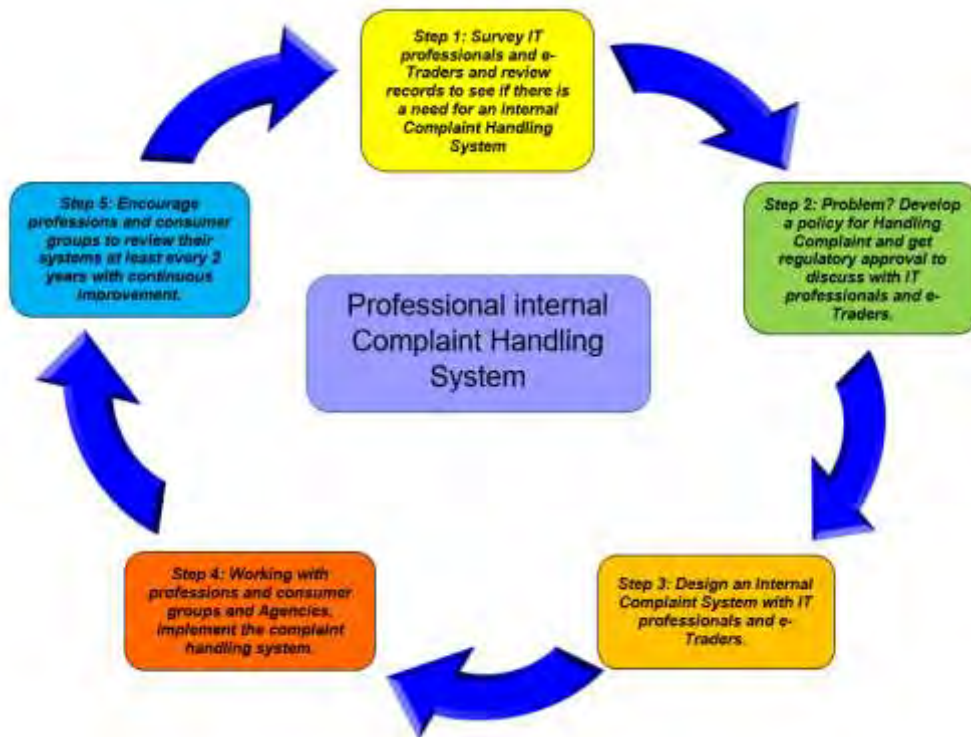 Step 1: Survey IT
professionals and e-
Traders and review
records to see if there is
a need for an Internal
Complaint Handling
System
Step 2: Problem? Develop
a policy for Handling
Complaint and get
regulatory approval to
discuss with IT
professionals and e-
Traders.
Step 3: Design an Internal
Complaint System with IT
professionals and e-
Traders.
Step 4: Working with
professions and consumer
groups and Agencies,
implement the complaint
handling system.
Step 5: Encourage
professions and consumer
groups to review their
systems at least every 2
years with continuous
improvement.
Professional internal
Complaint Handling
System